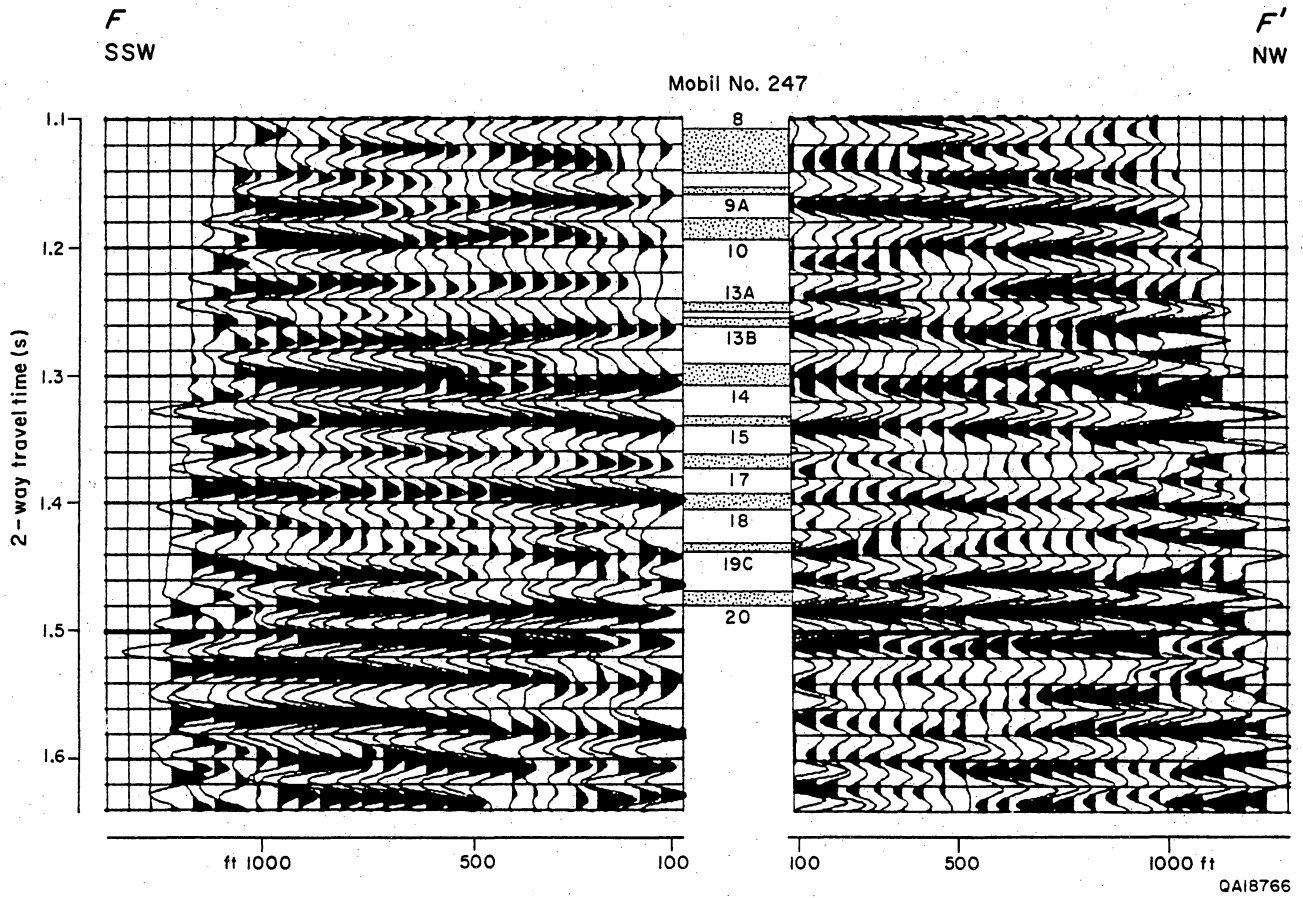 F
F'
SSW
NW
Mobil No. 247
1.1
8
9A
1.2
10
13A
13B
1.3
14
15
17
1.4
18
19C
20
1.5
1.6
2-way travel time (s)
ft 1000
500
100
100
500
1000 ft
QA18766